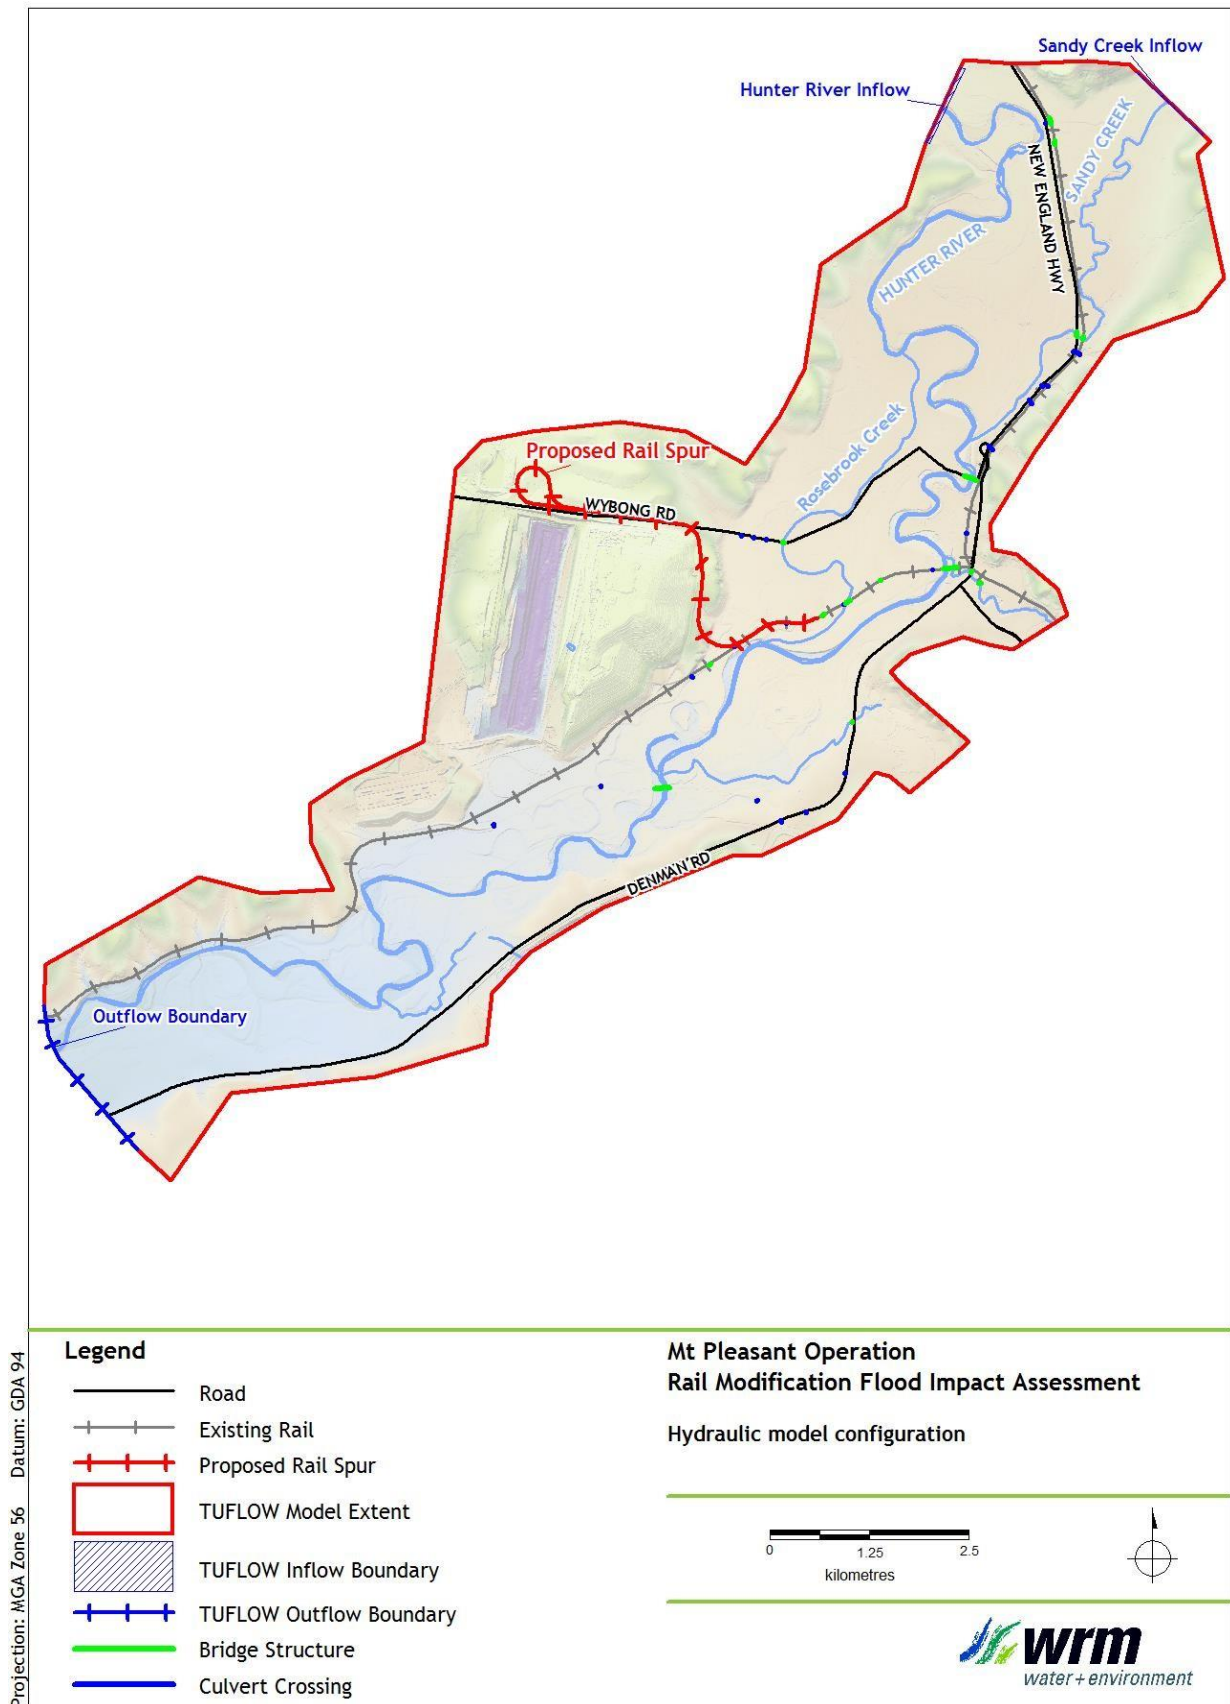 Sandy Creek Inflow
Hunter River Inflow
SANDY CREEK
NEW ENGLAND HWY
HUNTER RIVER
Rosebrook Creek
Proposed Rail Spur
WYBONG RD
DENMAN RD
Outflow Boundary
Legend
Road
Existing Rail
Proposed Rail Spur
TUFLOW Model Extent
TUFLOW Inflow Boundary
TUFLOW Outflow Boundary
Bridge Structure
Culvert Crossing
Mt Pleasant Operation
Rail Modification Flood Impact Assessment
Hydraulic model configuration
0 1.25 2.5
kilometres
wrm
water+environment
Projection: MGA Zone 56 Datum: GDA 94